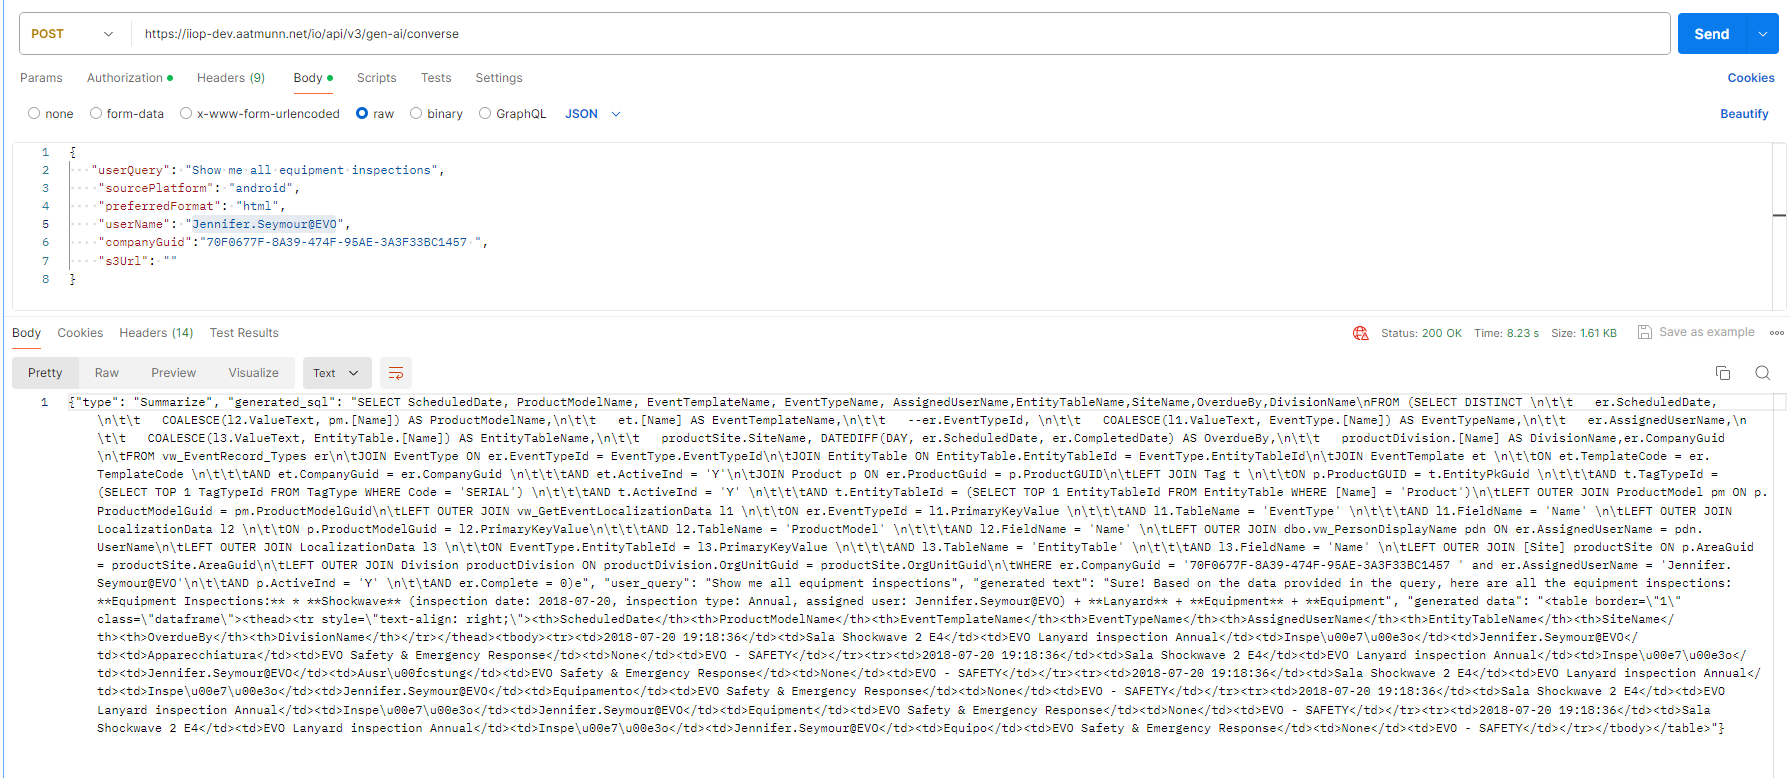 POST https://iiop-dev.aatmunn.net/io/api/v3/gen-ai/converse Send
Params Authorization Headers (9) Body Scripts Tests Settings Cookies
none form-data x-www-form-urlencoded raw binary GraphQL JSON Beautify
1 {
2 "userQuery": "Show me all equipment inspections",
3 "sourcePlatform": "android",
4 "preferredFormat": "html",
5 "userName": "Jennifer.Seymour@EVO",
6 "companyGuid":"70F0677F-8A39-474F-95AE-3A3F33BC1457 ",
7 "s3Url": ""
8 }
Body Cookies Headers (14) Test Results Status: 200 OK Time: 8.23 s Size: 1.61 KB Save as example
Pretty Raw Preview Visualize Text
1 {"type": "Summarize", "generated_sql": "SELECT ScheduledDate, ProductModelName, EventTemplateName, EventTypeName, AssignedUserName,EntityTableName,SiteName,OverdueBy,DivisionName\nFROM (SELECT DISTINCT \n\t\t   er.ScheduledDate,
\n\t\t   COALESCE(l2.ValueText, pm.[Name]) AS ProductModelName,\n\t\t   et.[Name] AS EventTemplateName,\n\t\t   --er.EventTypeId, \n\t\t   COALESCE(l1.ValueText, EventType.[Name]) AS EventTypeName,\n\t\t   er.AssignedUserName,\n
\t\t   COALESCE(l3.ValueText, EntityTable.[Name]) AS EntityTableName,\n\t\t   productSite.SiteName, DATEDIFF(DAY, er.ScheduledDate, er.CompletedDate) AS OverdueBy,\n\t\t   productDivision.[Name] AS DivisionName,er.CompanyGuid
\n\tFROM vw_EventRecord_Types er\n\tJOIN EventType ON er.EventTypeId = EventType.EventTypeId\n\tJOIN EntityTable ON EntityTable.EntityTableId = EventType.EntityTableId\n\tJOIN EventTemplate et \n\t\tON et.TemplateCode = er.
TemplateCode \n\t\t\tAND et.CompanyGuid = er.CompanyGuid \n\t\t\tAND et.ActiveInd = 'Y'\n\tJOIN Product p ON er.ProductGuid = p.ProductGUID\n\tLEFT JOIN Tag t \n\t\tON p.ProductGUID = t.EntityPkGuid \n\t\t\tAND t.TagTypeId =
(SELECT TOP 1 TagTypeId FROM TagType WHERE Code = 'SERIAL') \n\t\t\tAND t.ActiveInd = 'Y' \n\t\t\tAND t.EntityTableId = (SELECT TOP 1 EntityTableId FROM EntityTable WHERE [Name] = 'Product')\n\tLEFT OUTER JOIN ProductModel pm ON p.
ProductModelGuid = pm.ProductModelGuid\n\tLEFT OUTER JOIN vw_GetEventLocalizationData l1 \n\t\tON er.EventTypeId = l1.PrimaryKeyValue \n\t\t\tAND l1.TableName = 'EventType' \n\t\t\tAND l1.FieldName = 'Name' \n\tLEFT OUTER JOIN
LocalizationData l2 \n\t\tON p.ProductModelGuid = l2.PrimaryKeyValue\n\t\t\tAND l2.TableName = 'ProductModel' \n\t\t\tAND l2.FieldName = 'Name' \n\tLEFT OUTER JOIN dbo.vw_PersonDisplayName pdn ON er.AssignedUserName = pdn.
UserName\n\tLEFT OUTER JOIN LocalizationData l3 \n\t\tON EventType.EntityTableId = l3.PrimaryKeyValue \n\t\t\tAND l3.TableName = 'EntityTable' \n\t\t\tAND l3.FieldName = 'Name' \n\tLEFT OUTER JOIN [Site] productSite ON p.AreaGuid
= productSite.AreaGuid\n\tLEFT OUTER JOIN Division productDivision ON productDivision.OrgUnitGuid = productSite.OrgUnitGuid\n\tWHERE er.CompanyGuid = '70F0677F-8A39-474F-95AE-3A3F33BC1457 ' and er.AssignedUserName = 'Jennifer.
Seymour@EVO'\n\t\tAND p.ActiveInd = 'Y' \n\t\tAND er.Complete = 0)e", "user_query": "Show me all equipment inspections", "generated text": "Sure! Based on the data provided in the query, here are all the equipment inspections:
**Equipment Inspections:** * **Shockwave** (inspection date: 2018-07-20, inspection type: Annual, assigned user: Jennifer.Seymour@EVO) + **Lanyard** + **Equipment** + **Equipment", "generated data": "<table border=\"1\"
class=\"dataframe\"><thead><tr style=\"text-align: right;\"><th>ScheduledDate</th><th>ProductModelName</th><th>EventTemplateName</th><th>EventTypeName</th><th>AssignedUserName</th><th>EntityTableName</th><th>SiteName</
th><th>OverdueBy</th><th>DivisionName</th></tr></thead><tbody><tr><td>2018-07-20 19:18:36</td><td>Sala Shockwave 2 E4</td><td>EVO Lanyard inspection Annual</td><td>Inspe\u00e7\u00e3o</td><td>Jennifer.Seymour@EVO</
td><td>Apparecchiatura</td><td>EVO Safety & Emergency Response</td><td>None</td><td>EVO - SAFETY</td></tr><tr><td>2018-07-20 19:18:36</td><td>Sala Shockwave 2 E4</td><td>EVO Lanyard inspection Annual</td><td>Inspe\u00e7\u00e3o</
td><td>Jennifer.Seymour@EVO</td><td>Ausr\u00fcstung</td><td>EVO Safety & Emergency Response</td><td>None</td><td>EVO - SAFETY</td></tr><tr><td>2018-07-20 19:18:36</td><td>Sala Shockwave 2 E4</td><td>EVO Lanyard inspection Annual</
td><td>Inspe\u00e7\u00e3o</td><td>Jennifer.Seymour@EVO</td><td>Equipamento</td><td>EVO Safety & Emergency Response</td><td>None</td><td>EVO - SAFETY</td></tr><tr><td>2018-07-20 19:18:36</td><td>Sala Shockwave 2 E4</td><td>EVO
Lanyard inspection Annual</td><td>Inspe\u00e7\u00e3o</td><td>Jennifer.Seymour@EVO</td><td>Equipment</td><td>EVO Safety & Emergency Response</td><td>None</td><td>EVO - SAFETY</td></tr><tr><td>2018-07-20 19:18:36</td><td>Sala
Shockwave 2 E4</td><td>EVO Lanyard inspection Annual</td><td>Inspe\u00e7\u00e3o</td><td>Jennifer.Seymour@EVO</td><td>Equipo</td><td>EVO Safety & Emergency Response</td><td>None</td><td>EVO - SAFETY</td></tr></tbody></table>"}